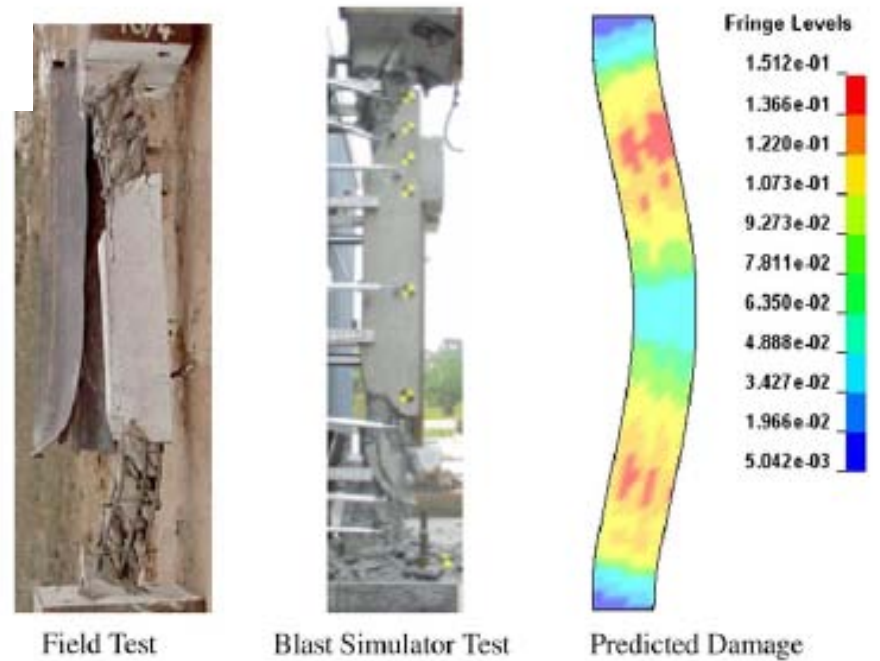 Fringe Levels
1.512e-01
1.366e-01
1.220e-01
1.073e-01
9.273e-02
7.811e-02
6.350e-02
4.888e-02
3.427e-02
1.966e-02
5.042e-03
Field Test
Blast Simulator Test
Predicted Damage